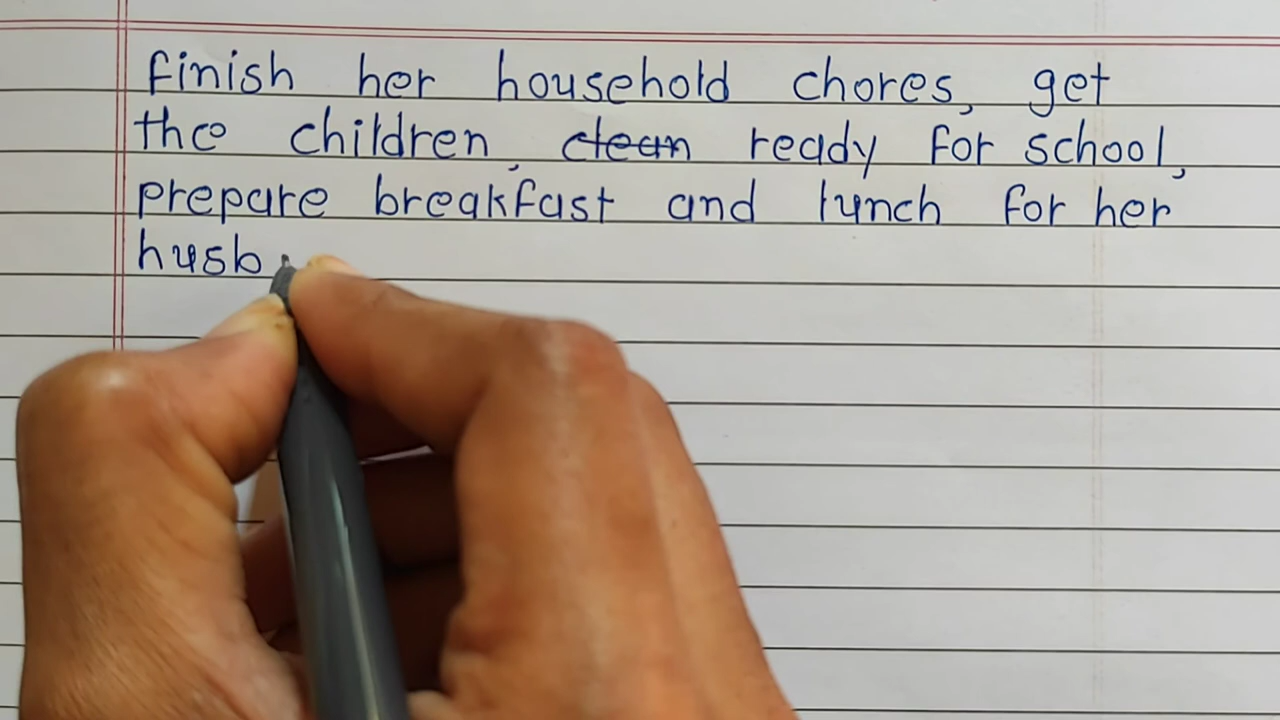 finish her household chores, get
the children, clean ready for school,
prepare breakfast and lunch for her
husb